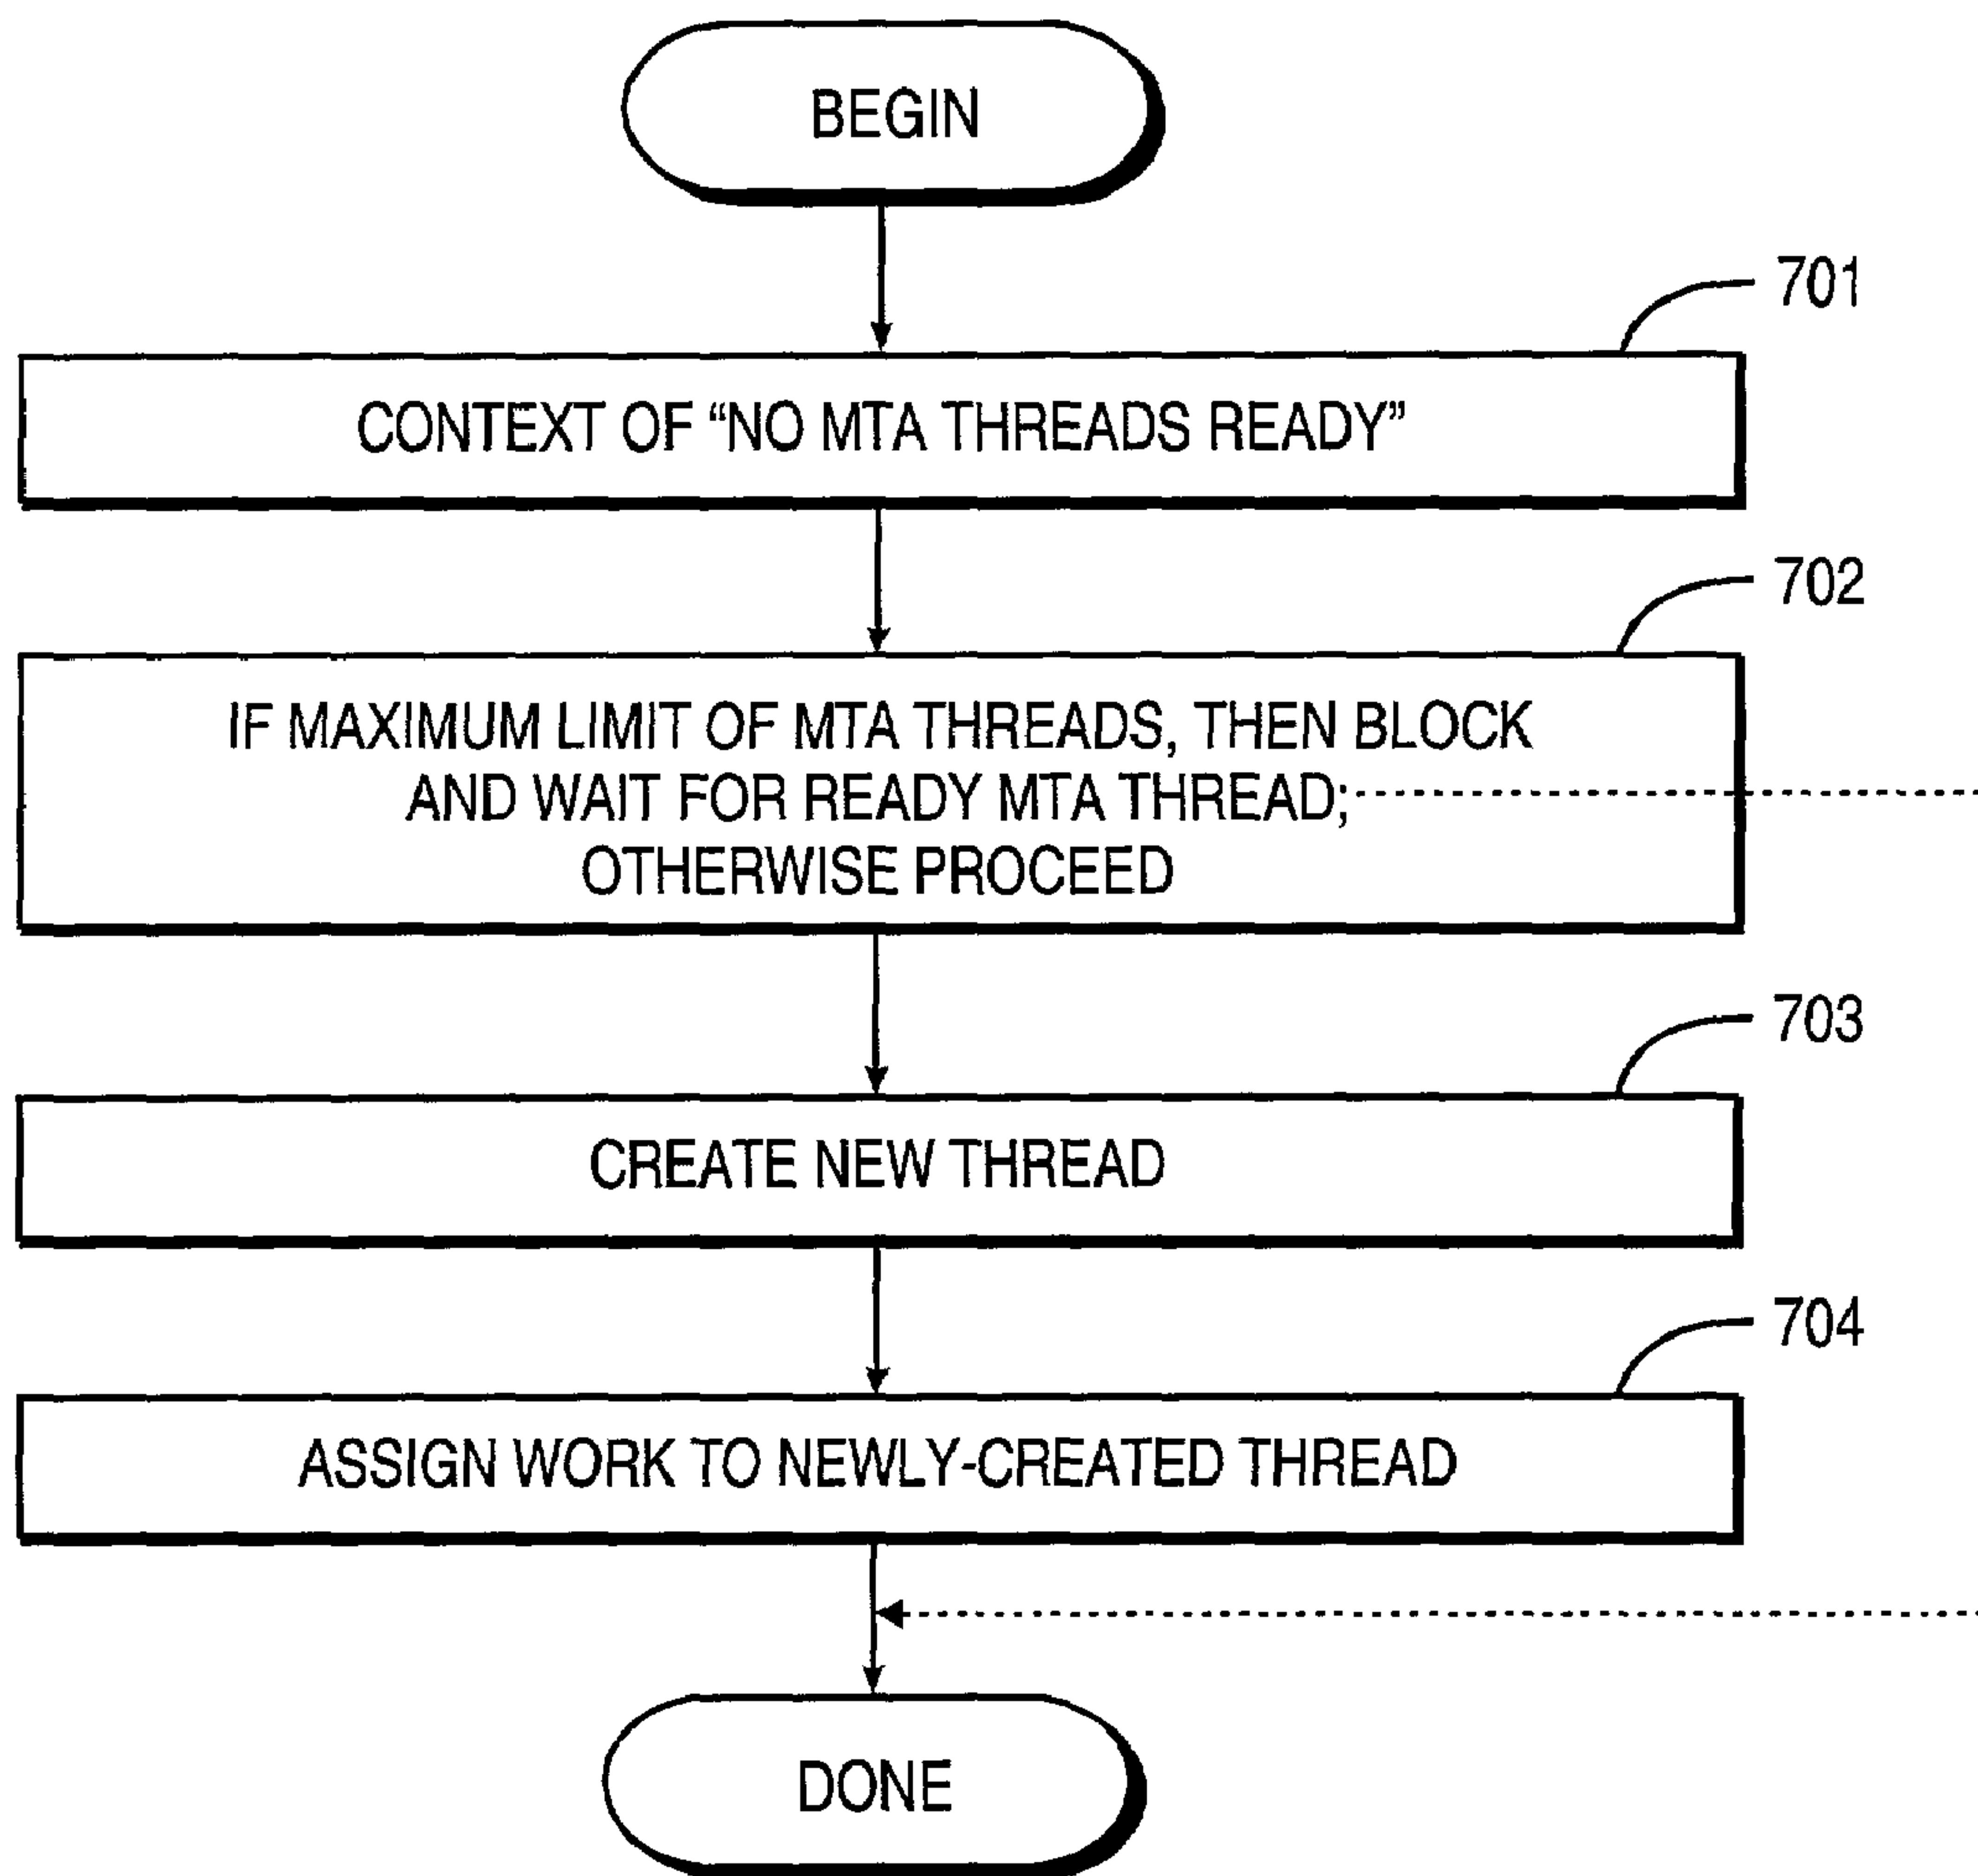 BEGIN
701
CONTEXT OF “NO MTA THREADS READY”
702
IF MAXIMUM LIMIT OF MTA THREADS, THEN BLOCK
AND WAIT FOR READY MTA THREAD;
OTHERWISE PROCEED
703
CREATE NEW THREAD
704
ASSIGN WORK TO NEWLY-CREATED THREAD
DONE